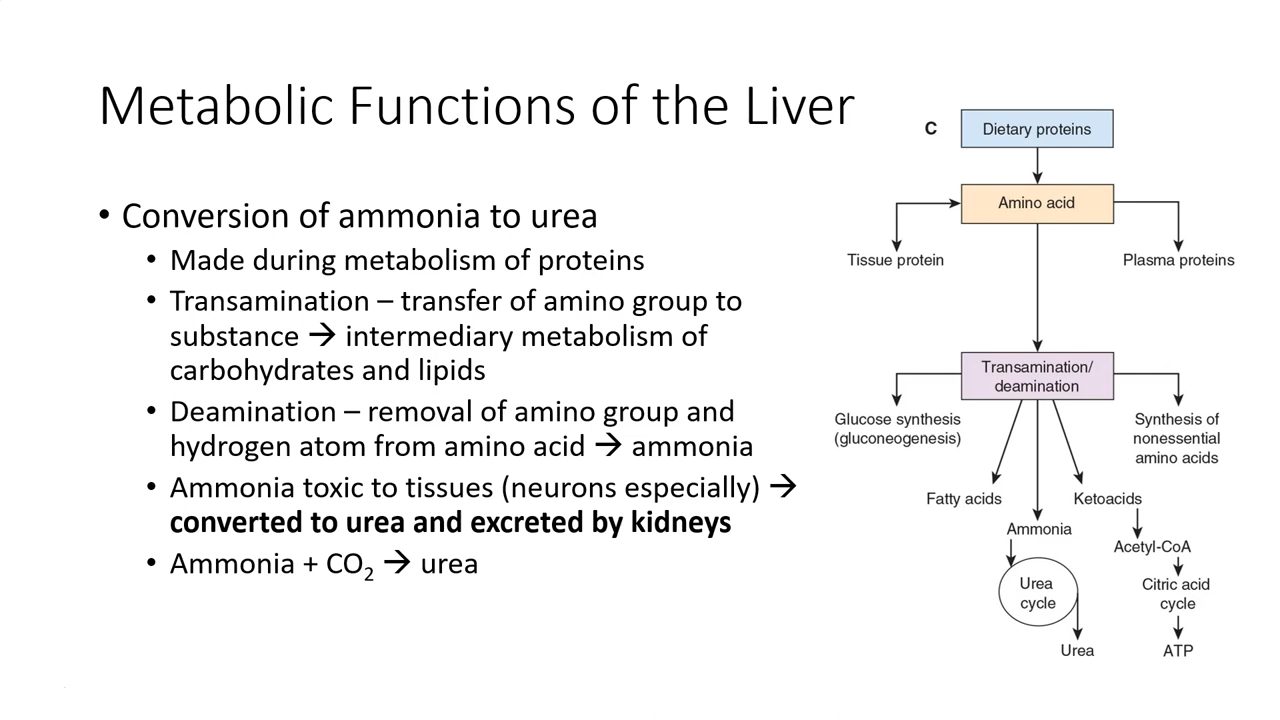 Metabolic Functions of the Liver
• Conversion of ammonia to urea
• Made during metabolism of proteins
• Transamination – transfer of amino group to
substance → intermediary metabolism of
carbohydrates and lipids
• Deamination – removal of amino group and
hydrogen atom from amino acid → ammonia
• Ammonia toxic to tissues (neurons especially) →
converted to urea and excreted by kidneys
• Ammonia + CO₂ → urea
C
Dietary proteins
Amino acid
Tissue protein
Plasma proteins
Transamination/
deamination
Glucose synthesis
(gluconeogenesis)
Synthesis of
nonessential
amino acids
Fatty acids
Ketoacids
Ammonia
Acetyl-CoA
Urea
cycle
Citric acid
cycle
Urea
ATP